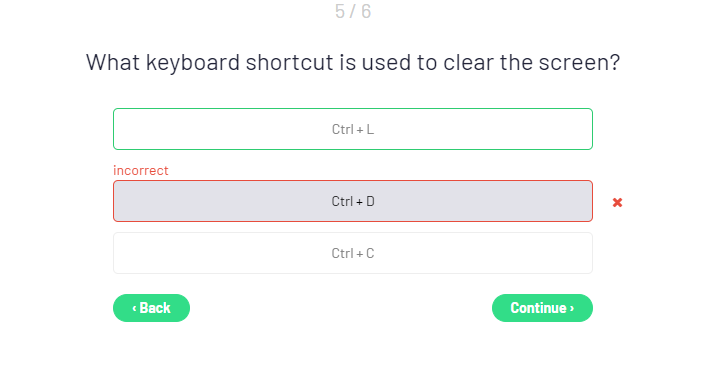 5 / 6
What keyboard shortcut is used to clear the screen?
Ctrl + L
incorrect
Ctrl + D
Ctrl + C
‹ Back
Continue ›